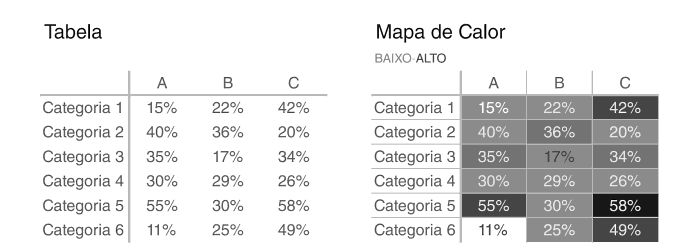 Tabela
A B C
Categoria 1 15% 22% 42%
Categoria 2 40% 36% 20%
Categoria 3 35% 17% 34%
Categoria 4 30% 29% 26%
Categoria 5 55% 30% 58%
Categoria 6 11% 25% 49%
Mapa de Calor
BAIXO-ALTO
A B C
Categoria 1 15% 22% 42%
Categoria 2 40% 36% 20%
Categoria 3 35% 17% 34%
Categoria 4 30% 29% 26%
Categoria 5 55% 30% 58%
Categoria 6 11% 25% 49%